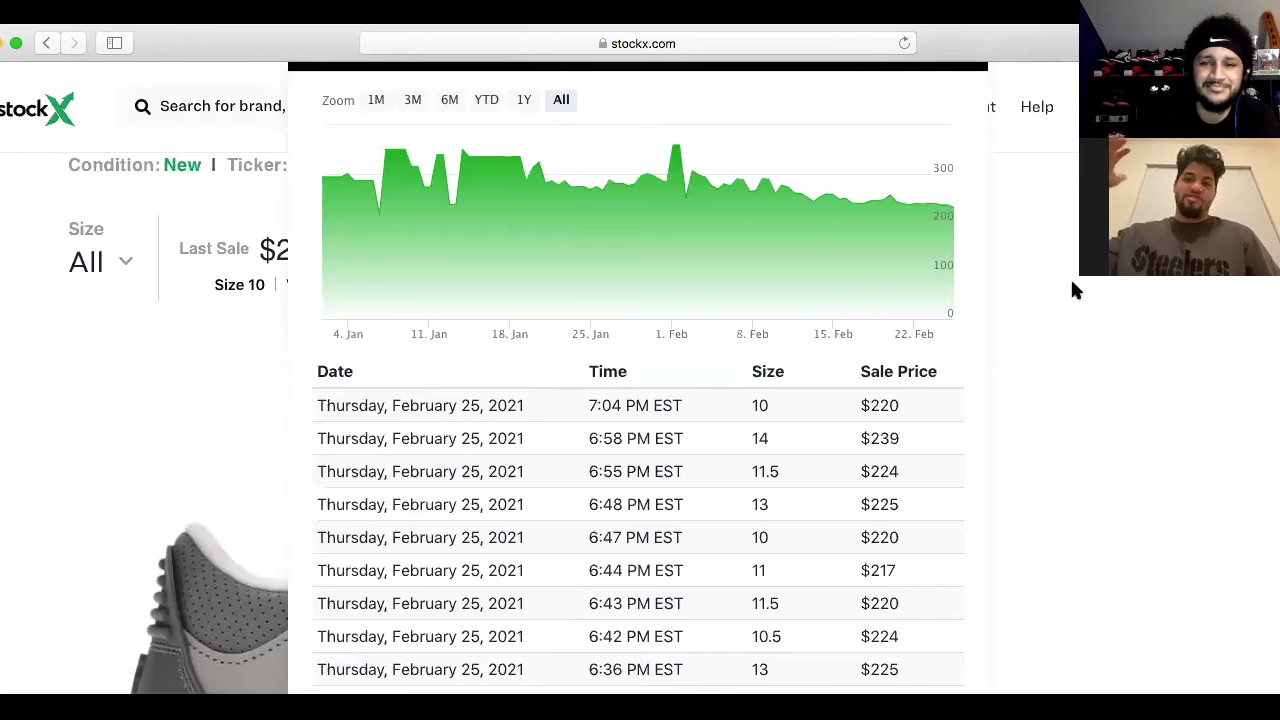 stockx.com
stockX
Search for brand,
Help
Condition: New | Ticker:
Size
All
Last Sale $2
Size 10
Zoom 1M 3M 6M YTD 1Y All
300
200
100
0
4. Jan 11. Jan 18. Jan 25. Jan 1. Feb 8. Feb 15. Feb 22. Feb
Date Time Size Sale Price
Thursday, February 25, 2021 7:04 PM EST 10 $220
Thursday, February 25, 2021 6:58 PM EST 14 $239
Thursday, February 25, 2021 6:55 PM EST 11.5 $224
Thursday, February 25, 2021 6:48 PM EST 13 $225
Thursday, February 25, 2021 6:47 PM EST 10 $220
Thursday, February 25, 2021 6:44 PM EST 11 $217
Thursday, February 25, 2021 6:43 PM EST 11.5 $220
Thursday, February 25, 2021 6:42 PM EST 10.5 $224
Thursday, February 25, 2021 6:36 PM EST 13 $225
Steelers